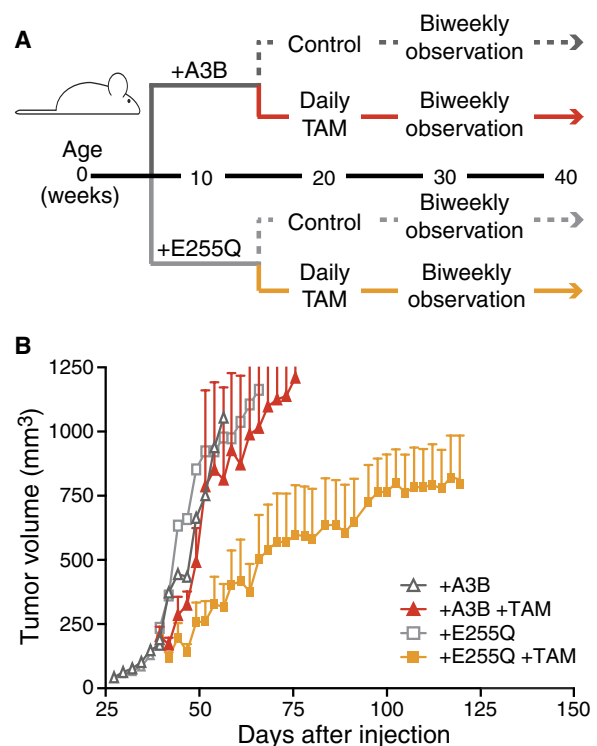 A
Control
Biweekly
observation
+A3B
Daily
TAM
Biweekly
observation
Age
0
(weeks)
10
20
30
40
Control
Biweekly
observation
+E255Q
Daily
TAM
Biweekly
observation
B
1250
1000
750
500
250
0
Tumor volume (mm³)
+A3B
+A3B +TAM
+E255Q
+E255Q +TAM
25
50
75
100
125
150
Days after injection